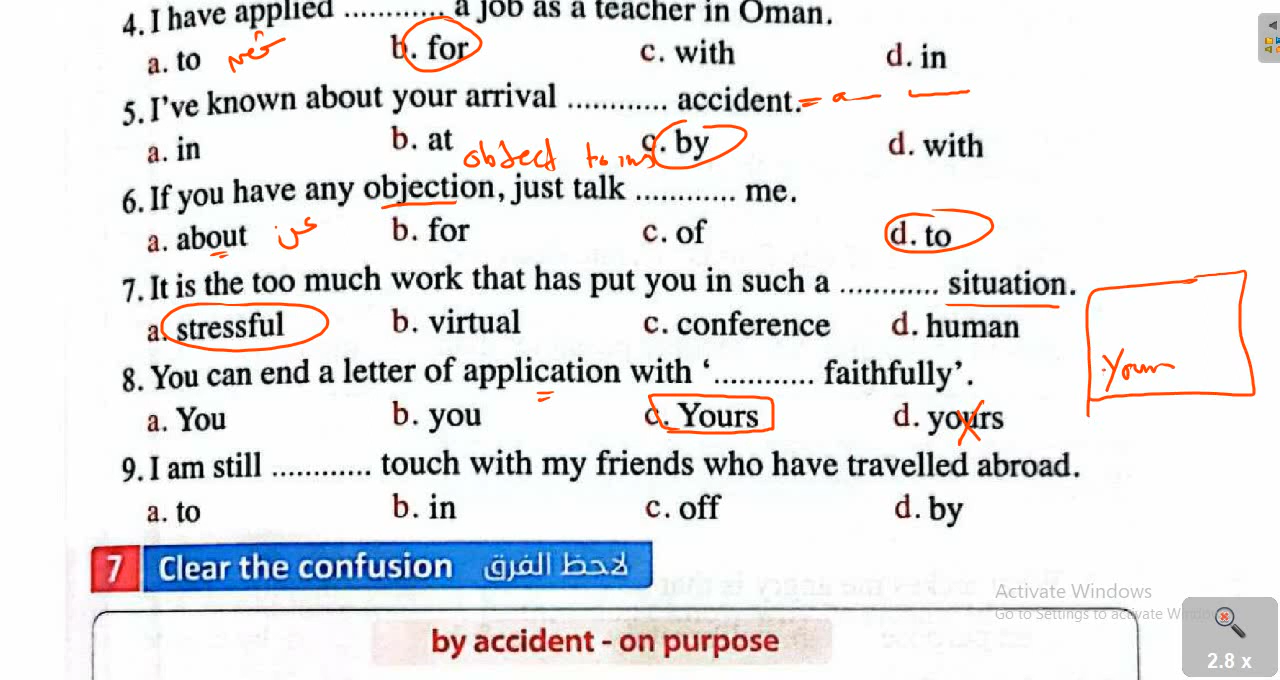 4. I have applied ............ a job as a teacher in Oman.
a. to b. for c. with d. in
5. I've known about your arrival ............ accident. = a
a. in b. at c. by d. with
object to
6. If you have any objection, just talk ............ me.
a. about عن b. for c. of d. to
7. It is the too much work that has put you in such a ............ situation.
a. stressful b. virtual c. conference d. human
8. You can end a letter of application with ‘............ faithfully’.
Your
a. You b. you c. Yours d. yours
9. I am still ............ touch with my friends who have travelled abroad.
a. to b. in c. off d. by
7 Clear the confusion لاحظ الفرق
Activate Windows
Go to Settings to activate Windows
by accident - on purpose
2.8 x